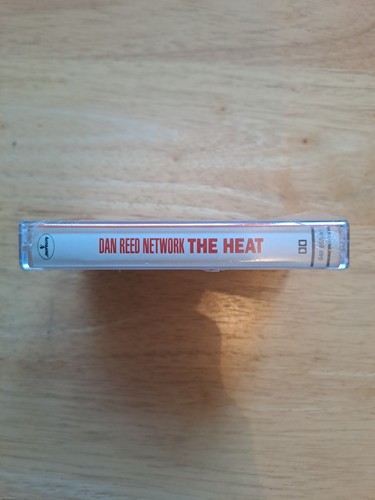 DAN REED NETWORK THE HEAT